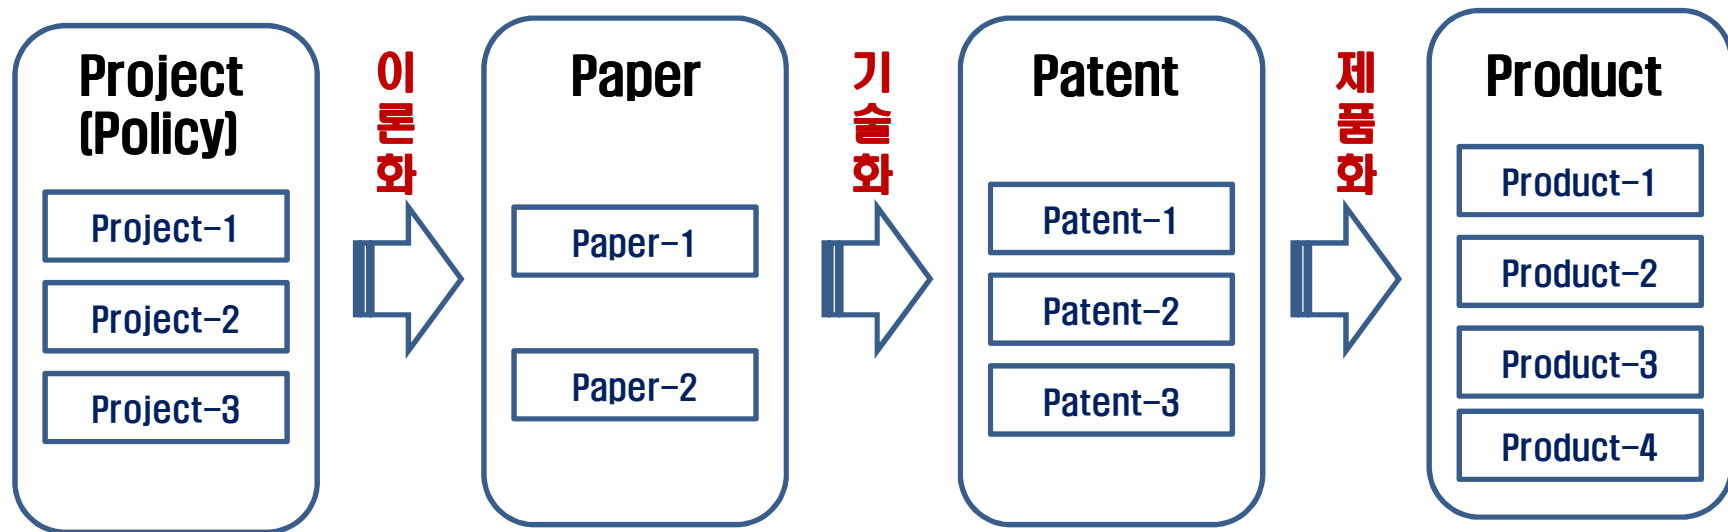 Project
(Policy)
Project-1
Project-2
Project-3
이
론
화
Paper
Paper-1
Paper-2
기
술
화
Patent
Patent-1
Patent-2
Patent-3
제
품
화
Product
Product-1
Product-2
Product-3
Product-4